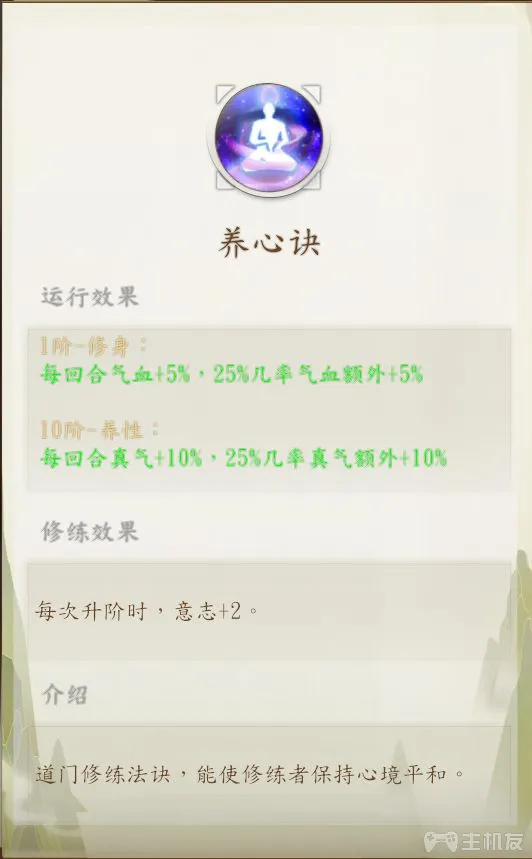 养心诀
运行效果
1阶-修身：
每回合气血+5%，25%几率气血额外+5%
10阶-养性：
每回合真气+10%，25%几率真气额外+10%
修练效果
每次升阶时，意志+2。
介绍
道门修练法诀，能使修练者保持心境平和。
主机友